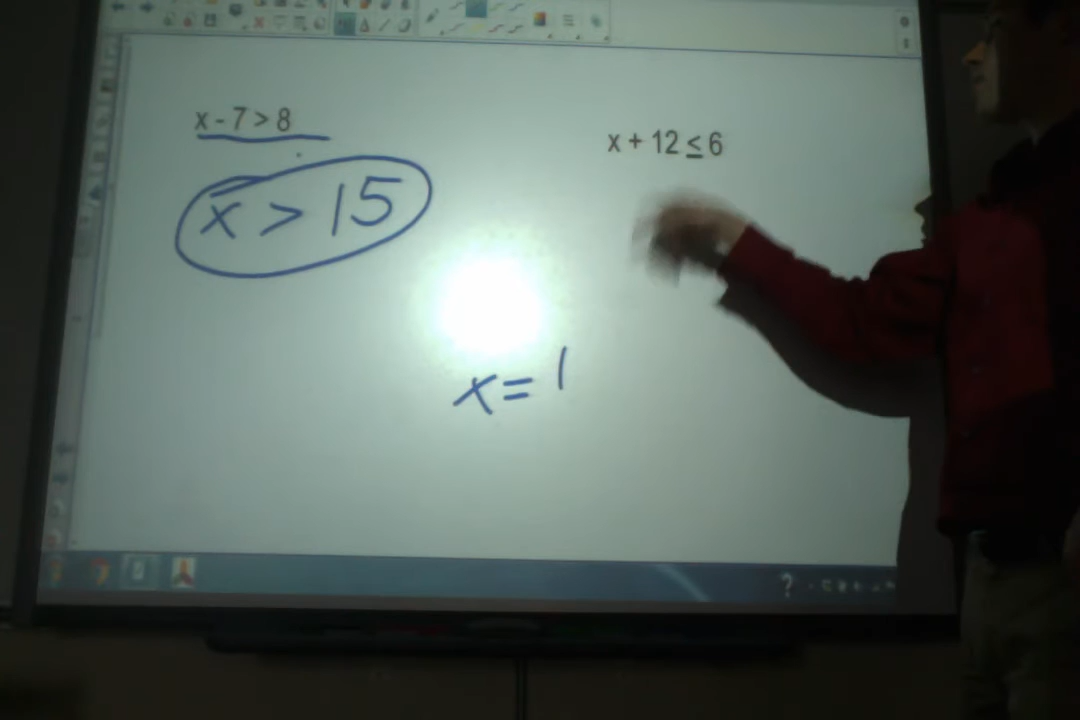 x - 7 > 8
x > 15
x + 12 ≤ 6
x = 1